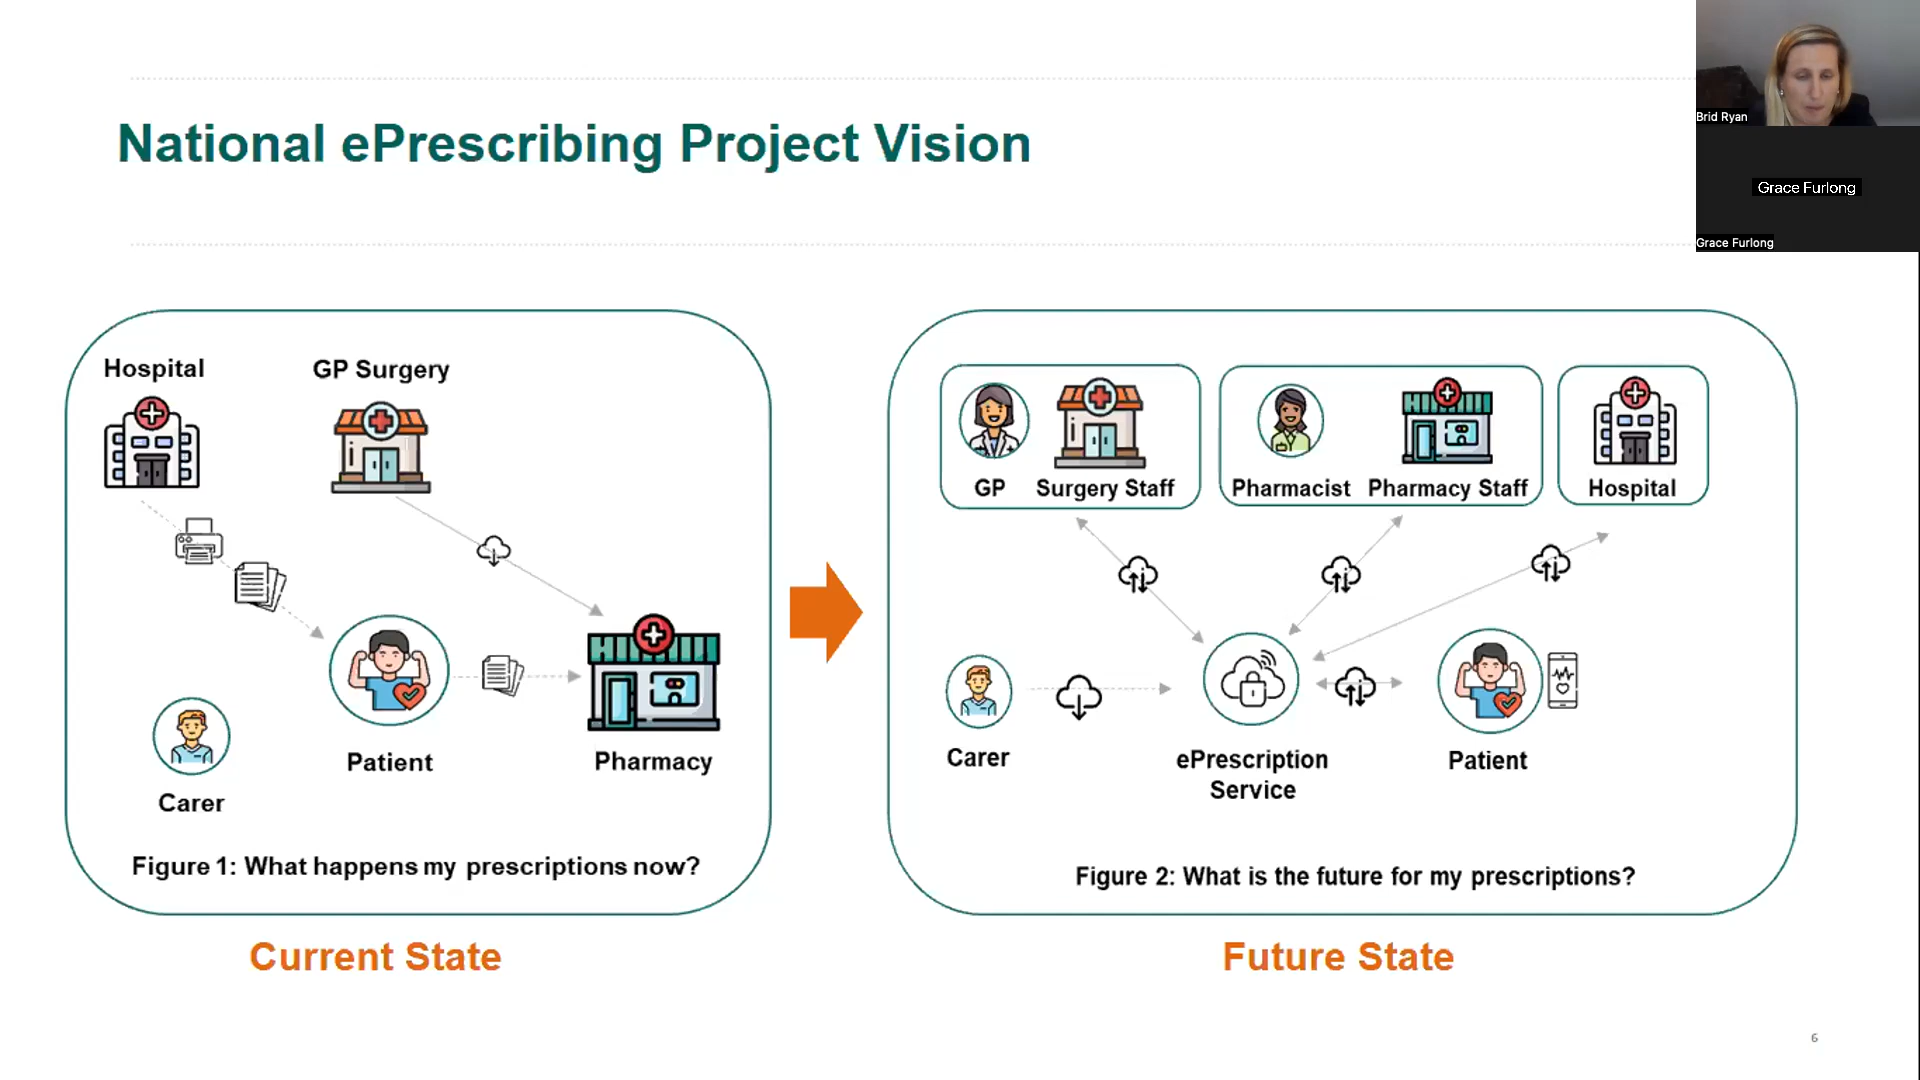 National ePrescribing Project Vision
Brid Ryan
Grace Furlong
Grace Furlong
Hospital
GP Surgery
Patient
Pharmacy
Carer
Figure 1: What happens my prescriptions now?
Current State
GP
Surgery Staff
Pharmacist
Pharmacy Staff
Hospital
Carer
ePrescription
Service
Patient
Figure 2: What is the future for my prescriptions?
Future State
6